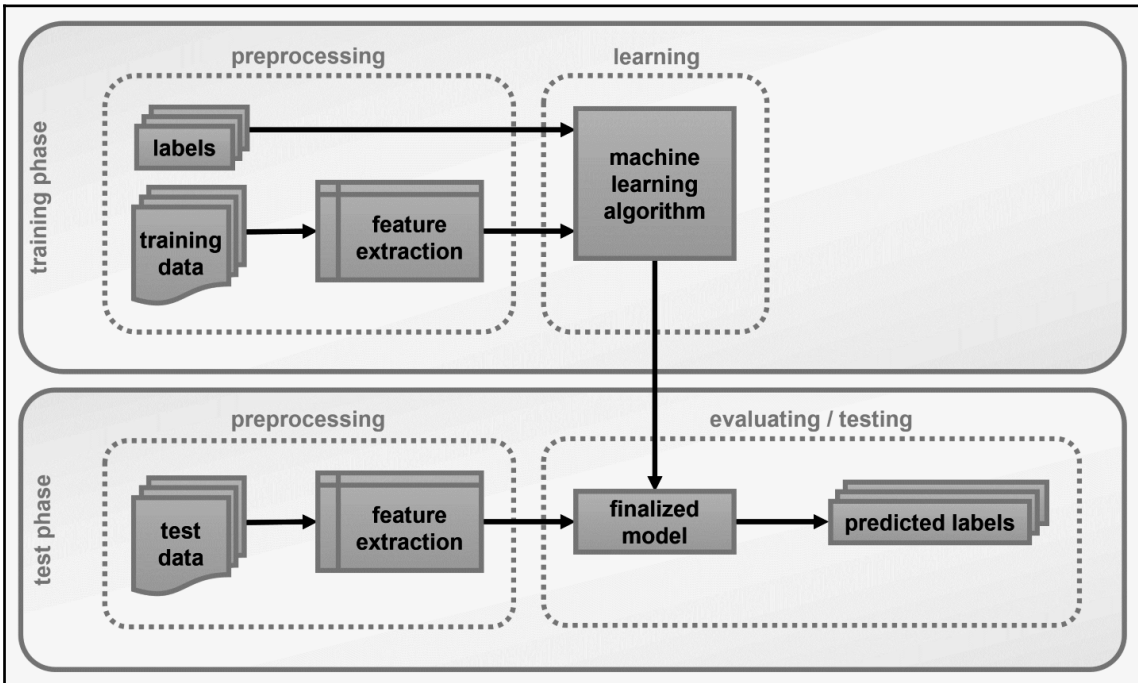 preprocessing
learning
training phase
labels
training
data
feature
extraction
machine
learning
algorithm
preprocessing
evaluating / testing
test phase
test
data
feature
extraction
finalized
model
predicted labels